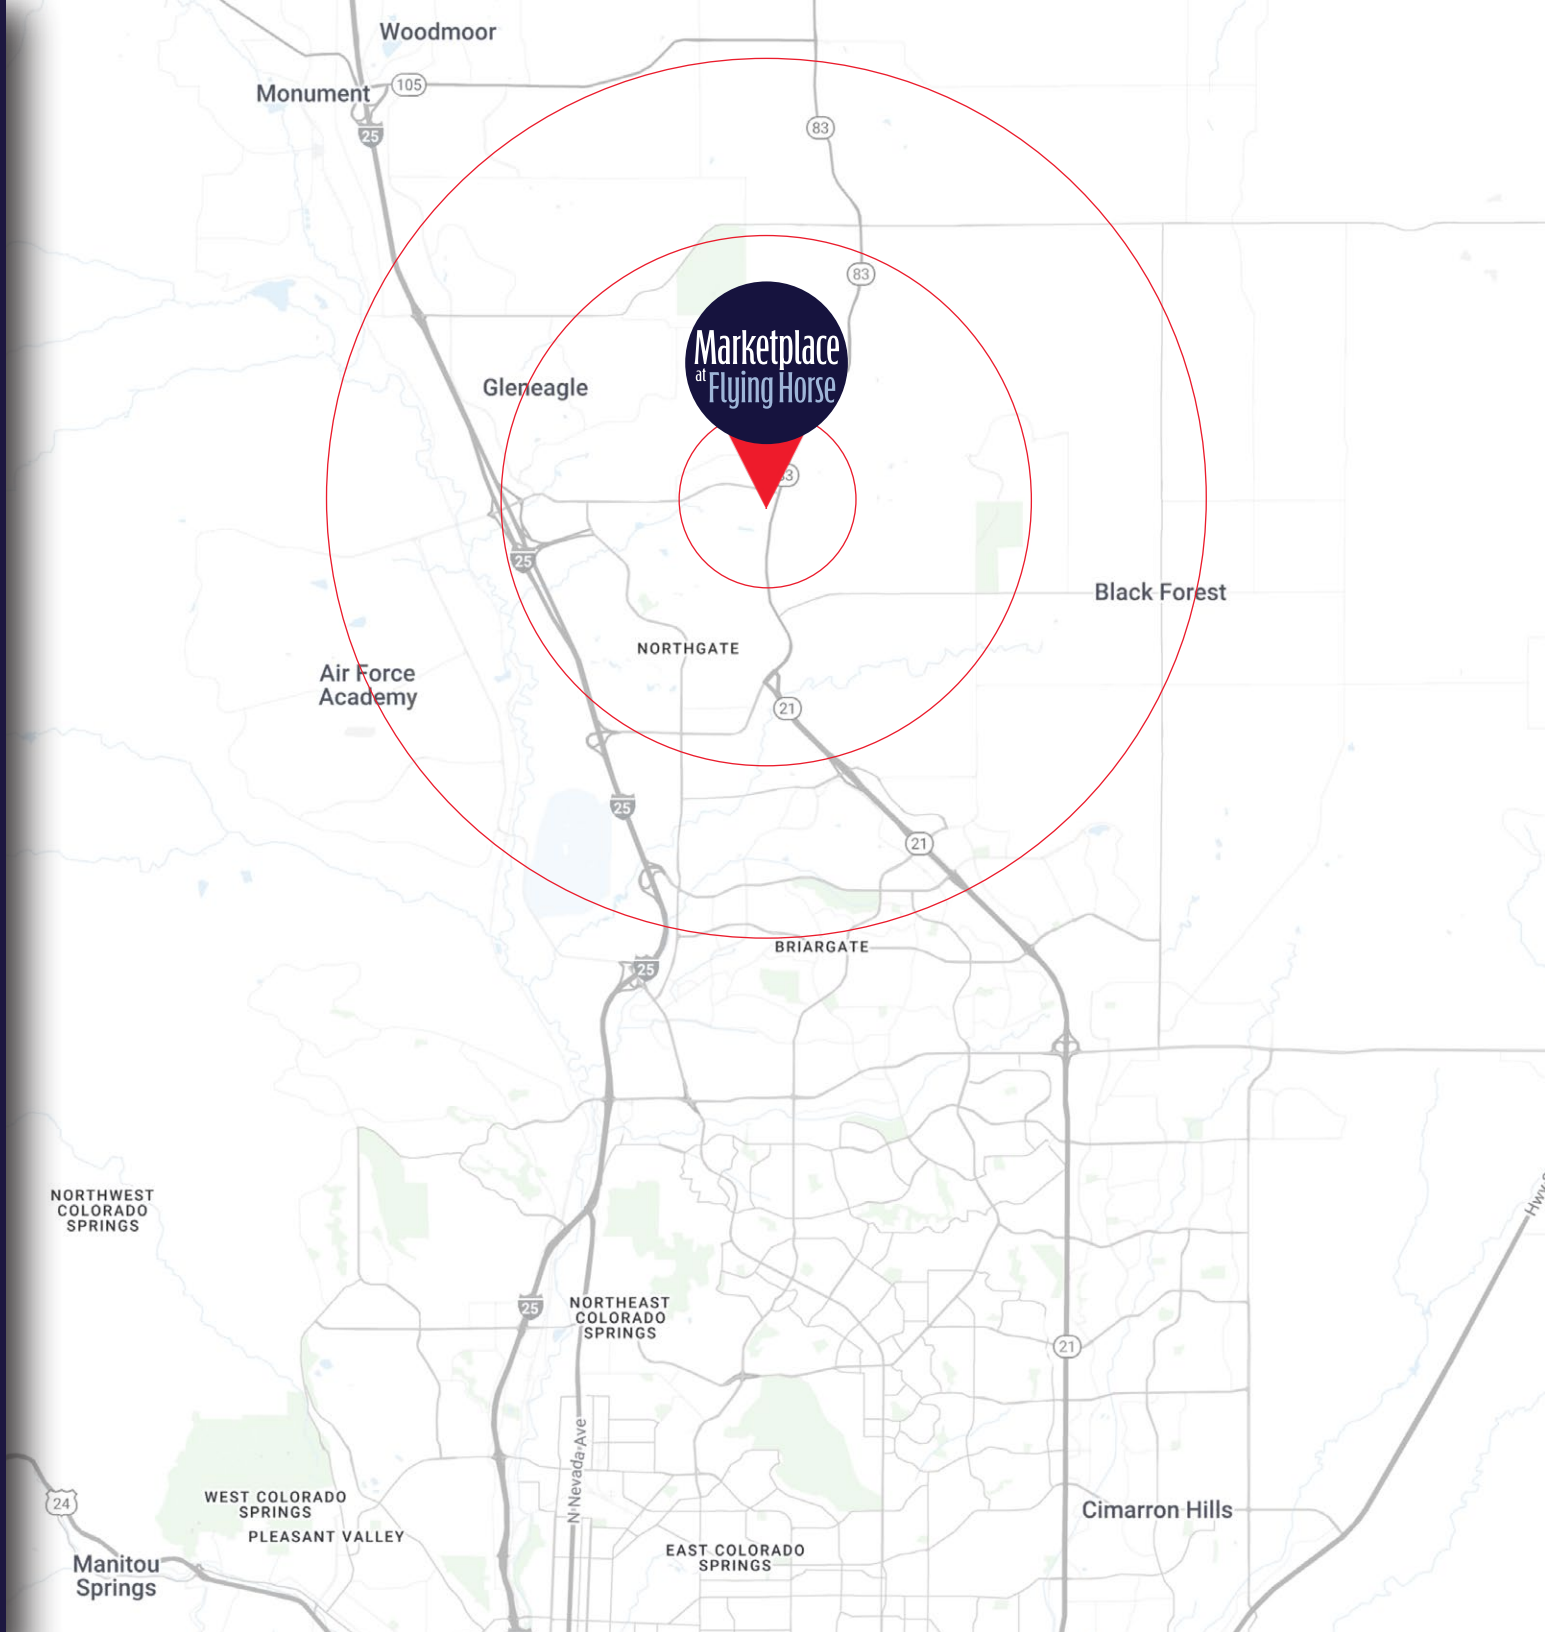 Woodmoor
Monument
105
25
83
83
Marketplace
at Flying Horse
Gleneagle
25
Black Forest
NORTHGATE
Air Force
Academy
21
25
21
BRIARGATE
25
NORTHWEST
COLORADO
SPRINGS
25
NORTHEAST
COLORADO
SPRINGS
21
N Nevada Ave
24
WEST COLORADO
SPRINGS
PLEASANT VALLEY
Cimarron Hills
EAST COLORADO
SPRINGS
Manitou
Springs
Hwy